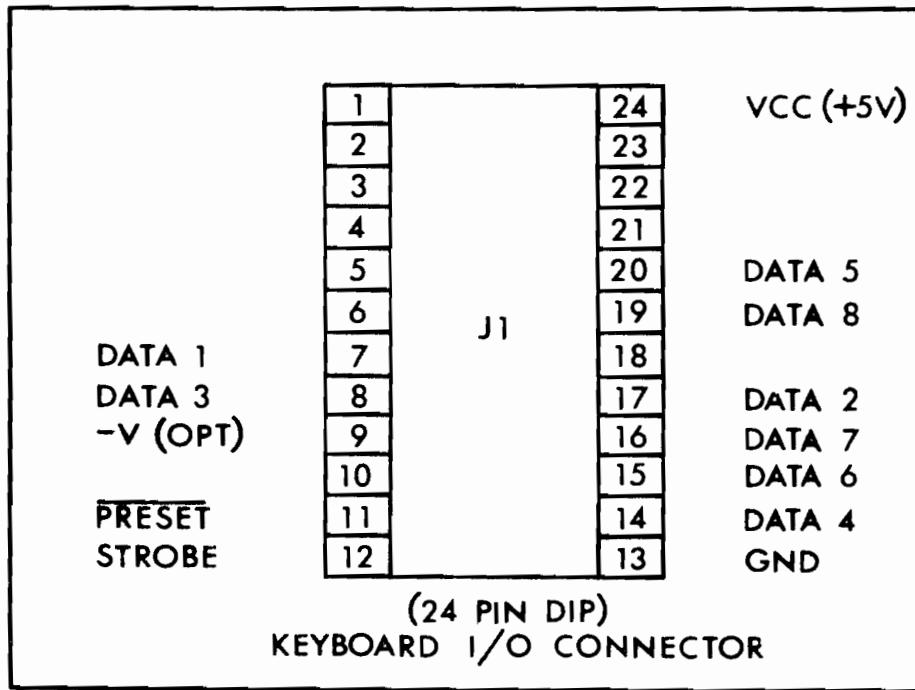 1 24 VCC (+5V)
2 23
3 22
4 21
5 20 DATA 5
6 J1 19 DATA 8
DATA 1 7 18
DATA 3 8 17 DATA 2
-V (OPT) 9 16 DATA 7
10 15 DATA 6
PRESET 11 14 DATA 4
STROBE 12 13 GND
(24 PIN DIP)
KEYBOARD I/O CONNECTOR